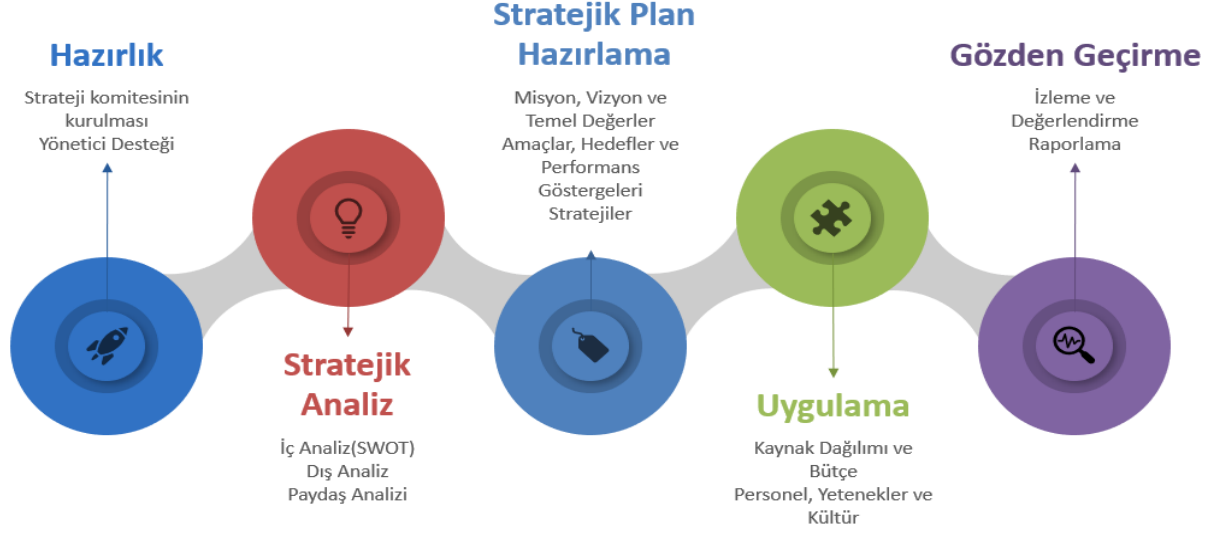 Hazırlık
Strateji komitesinin
kurulması
Yönetici Desteği
Stratejik
Analiz
İç Analiz(SWOT)
Dış Analiz
Paydaş Analizi
Stratejik Plan
Hazırlama
Misyon, Vizyon ve
Temel Değerler
Amaçlar, Hedefler ve
Performans
Göstergeleri
Stratejiler
Uygulama
Kaynak Dağılımı ve
Bütçe
Personel, Yetenekler ve
Kültür
Gözden Geçirme
İzleme ve
Değerlendirme
Raporlama